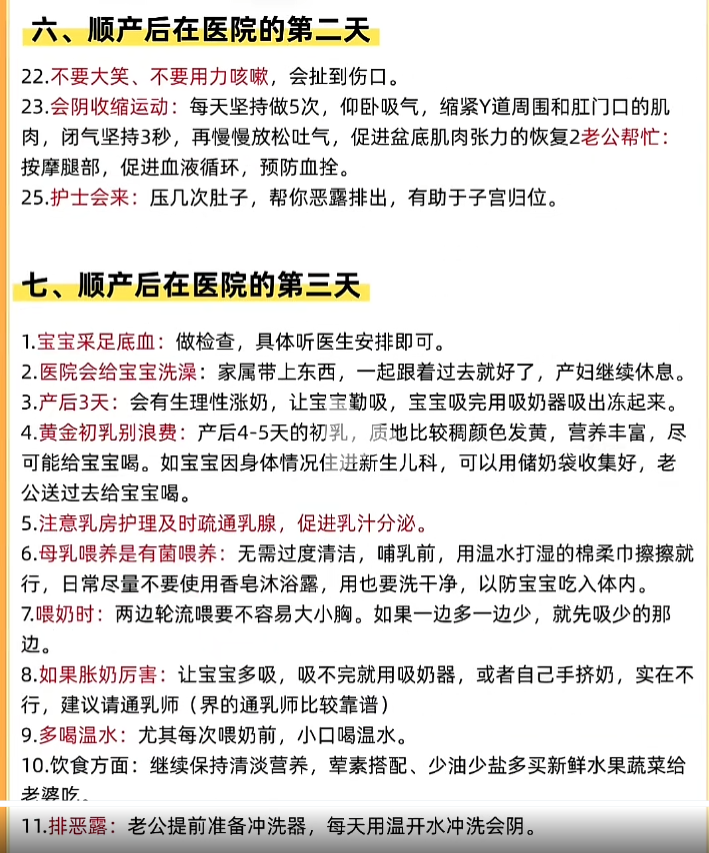 六、顺产后在医院的第二天
22.不要大笑、不要用力咳嗽，会扯到伤口。
23.会阴收缩运动：每天坚持做5次，仰卧吸气，缩紧Y道周围和肛门口的肌
肉，闭气坚持3秒，再慢慢放松吐气，促进盆底肌肉张力的恢复2老公帮忙：
按摩腿部，促进血液循环，预防血栓。
25.护士会来：压几次肚子，帮你恶露排出，有助于子宫归位。
七、顺产后在医院的第三天
1.宝宝采足底血：做检查，具体听医生安排即可。
2.医院会给宝宝洗澡：家属带上东西，一起跟着过去就好了，产妇继续休息。
3.产后3天：会有生理性涨奶，让宝宝勤吸，宝宝吸完用吸奶器吸出冻起来。
4.黄金初乳别浪费：产后4-5天的初乳，质地比较稠颜色发黄，营养丰富，尽
可能给宝宝喝。如宝宝因身体情况住进新生儿科，可以用储奶袋收集好，老
公送过去给宝宝喝。
5.注意乳房护理及时疏通乳腺，促进乳汁分泌。
6.母乳喂养是有菌喂养：无需过度清洁，哺乳前，用温水打湿的棉柔巾擦擦就
行，日常尽量不要使用香皂沐浴露，用也要洗干净，以防宝宝吃入体内。
7.喂奶时：两边轮流喂要不容易大小胸。如果一边多一边少，就先吸少的那
边。
8.如果胀奶厉害：让宝宝多吸，吸不完就用吸奶器，或者自己手挤奶，实在不
行，建议请通乳师（界的通乳师比较靠谱）
9.多喝温水：尤其每次喂奶前，小口喝温水。
10.饮食方面：继续保持清淡营养，荤素搭配、少油少盐多买新鲜水果蔬菜给
老婆吃。
11.排恶露：老公提前准备冲洗器，每天用温开水冲洗会阴。